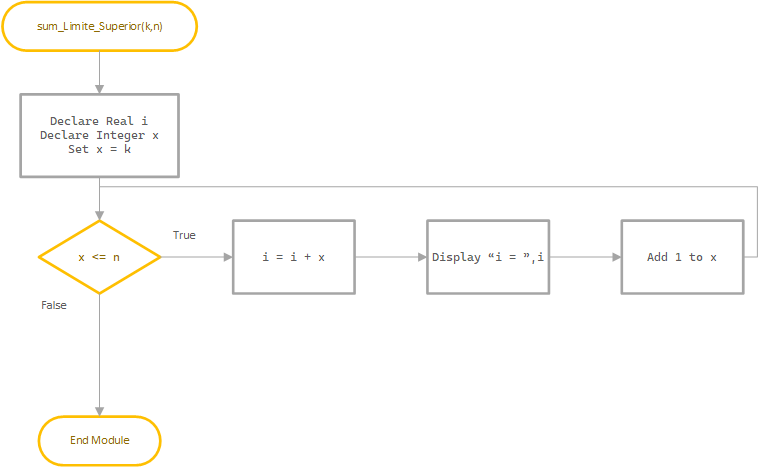 sum_Limite_Superior(k,n)
Declare Real i
Declare Integer x
Set x = k
x <= n
True
i = i + x
Display “i = ”,i
Add 1 to x
False
End Module